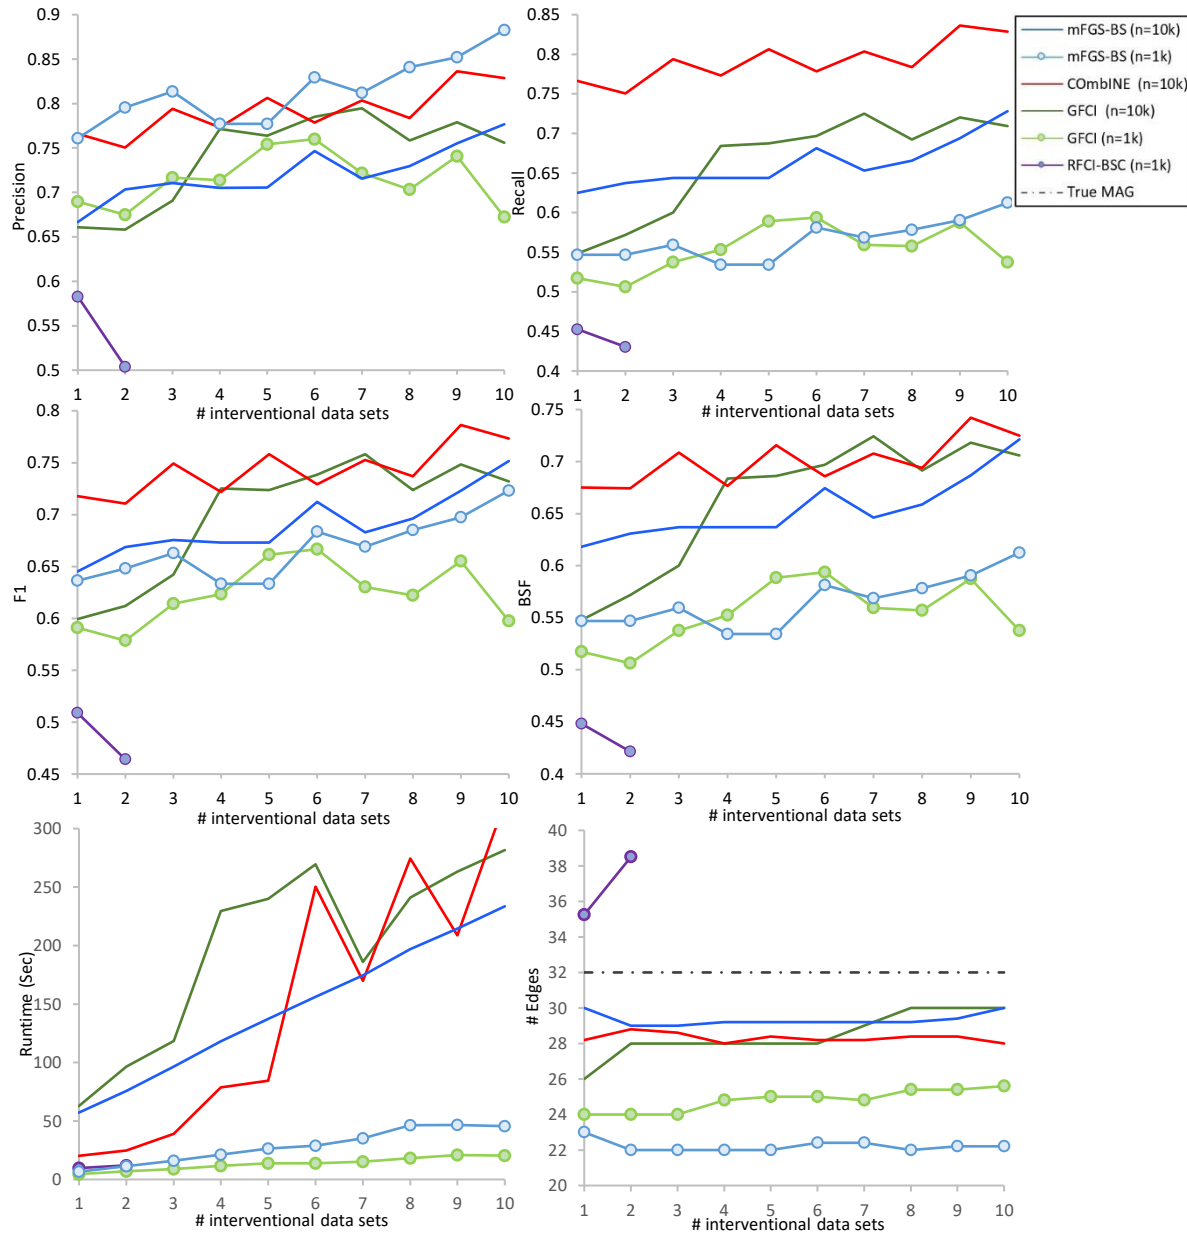 0.9
0.85
0.8
0.75
0.7
0.65
0.6
0.55
0.5
Precision
1 2 3 4 5 6 7 8 9 10
# interventional data sets
0.85
0.8
0.75
0.7
0.65
0.6
0.55
0.5
0.45
0.4
Recall
1 2 3 4 5 6 7 8 9 10
# interventional data sets
mFGS-BS (n=10k)
mFGS-BS (n=1k)
COmbINE (n=10k)
GFCI (n=10k)
GFCI (n=1k)
RFCI-BSC (n=1k)
True MAG
0.8
0.75
0.7
0.65
0.6
0.55
0.5
0.45
F1
1 2 3 4 5 6 7 8 9 10
# interventional data sets
0.75
0.7
0.65
0.6
0.55
0.5
0.45
0.4
BSF
1 2 3 4 5 6 7 8 9 10
# interventional data sets
300
250
200
150
100
50
0
Runtime (Sec)
1 2 3 4 5 6 7 8 9 10
# interventional data sets
40
38
36
34
32
30
28
26
24
22
20
# Edges
1 2 3 4 5 6 7 8 9 10
# interventional data sets